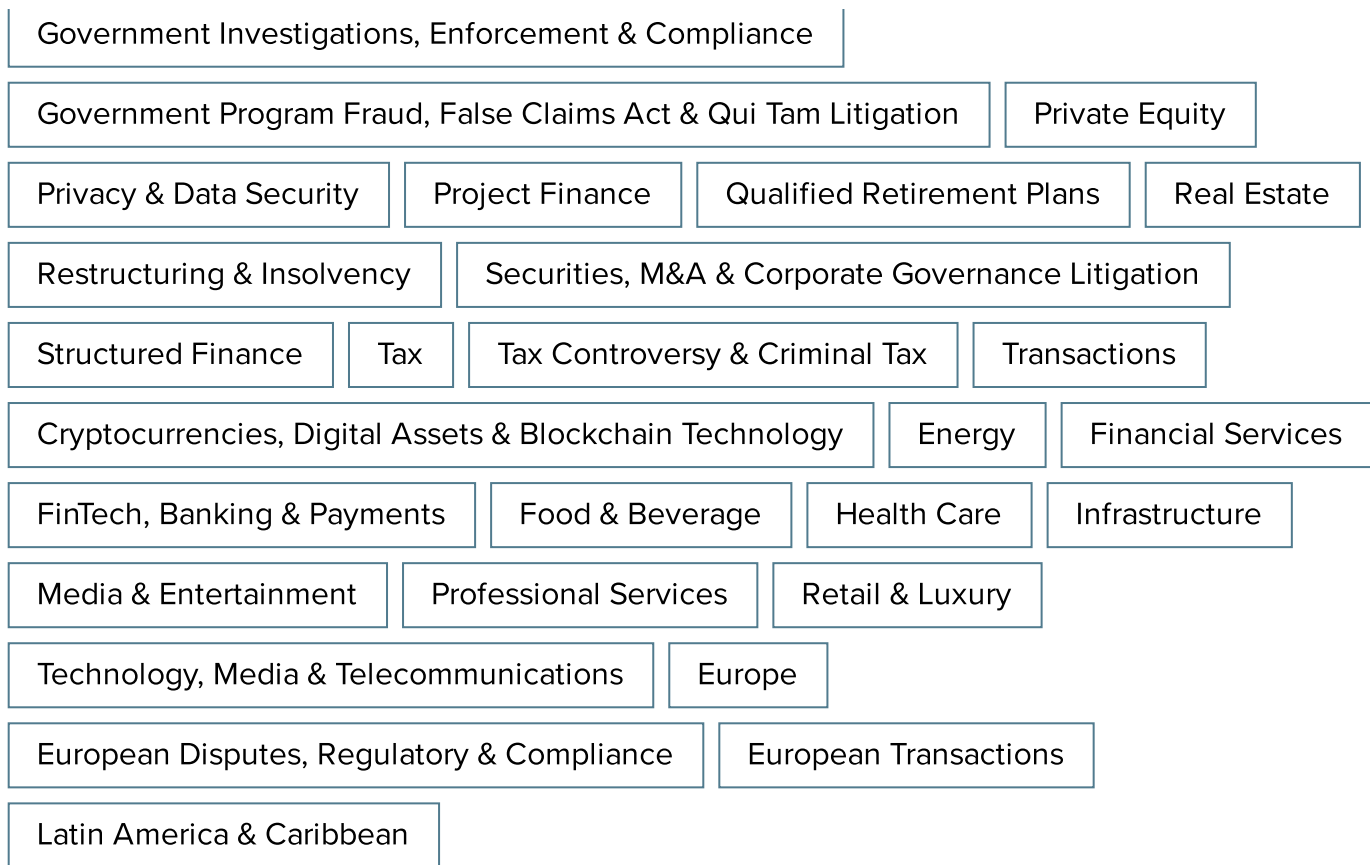 Government Investigations, Enforcement & Compliance
Government Program Fraud, False Claims Act & Qui Tam Litigation Private Equity
Privacy & Data Security Project Finance Qualified Retirement Plans Real Estate
Restructuring & Insolvency Securities, M&A & Corporate Governance Litigation
Structured Finance Tax Tax Controversy & Criminal Tax Transactions
Cryptocurrencies, Digital Assets & Blockchain Technology Energy Financial Services
FinTech, Banking & Payments Food & Beverage Health Care Infrastructure
Media & Entertainment Professional Services Retail & Luxury
Technology, Media & Telecommunications Europe
European Disputes, Regulatory & Compliance European Transactions
Latin America & Caribbean